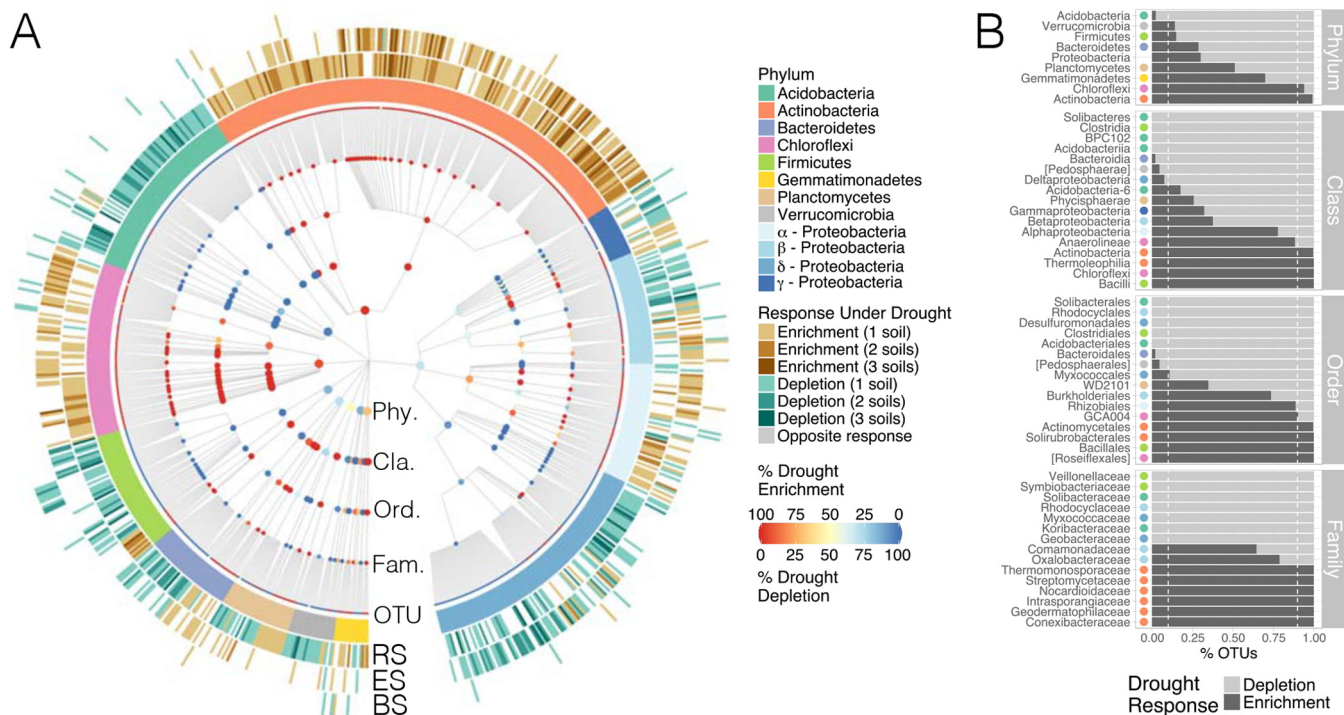 A
Phy.
Cla.
Ord.
Fam.
OTU
RS
ES
BS
Phylum
Acidobacteria
Actinobacteria
Bacteroidetes
Chloroflexi
Firmicutes
Gemmatimonadetes
Planctomycetes
Verrucomicrobia
α - Proteobacteria
β - Proteobacteria
δ - Proteobacteria
γ - Proteobacteria
Response Under Drought
Enrichment (1 soil)
Enrichment (2 soils)
Enrichment (3 soils)
Depletion (1 soil)
Depletion (2 soils)
Depletion (3 soils)
Opposite response
% Drought
Enrichment
100 75 50 25 0
0 25 50 75 100
% Drought
Depletion
B
Acidobacteria
Verrucomicrobia
Firmicutes
Bacteroidetes
Proteobacteria
Planctomycetes
Gemmatimonadetes
Chloroflexi
Actinobacteria
Phylum
Solibacteres
Clostridia
BPC102
Acidobacteriia
Bacteroidia
[Pedosphaerae]
Deltaproteobacteria
Acidobacteria-6
Phycisphaerae
Gammaproteobacteria
Betaproteobacteria
Alphaproteobacteria
Anaerolineae
Actinobacteria
Thermoleophilia
Chloroflexi
Bacilli
Class
Solibacterales
Rhodocyclales
Desulfuromonadales
Clostridiales
Acidobacteriales
Bacteroidales
[Pedosphaerales]
Myxococcales
WD2101
Burkholderiales
Rhizobiales
GCA004
Actinomycetales
Solirubrobacterales
Bacillales
[Roseiflexales]
Order
Veillonellaceae
Symbiobacteriaceae
Solibacteraceae
Rhodocyclaceae
Myxococcaceae
Koribacteraceae
Geobacteraceae
Comamonadaceae
Oxalobacteraceae
Thermomonosporaceae
Streptomycetaceae
Nocardioidaceae
Intrasporangiaceae
Geodermatophilaceae
Conexibacteraceae
Family
0.00 0.25 0.50 0.75 1.00
% OTUs
Drought
Response
Depletion
Enrichment